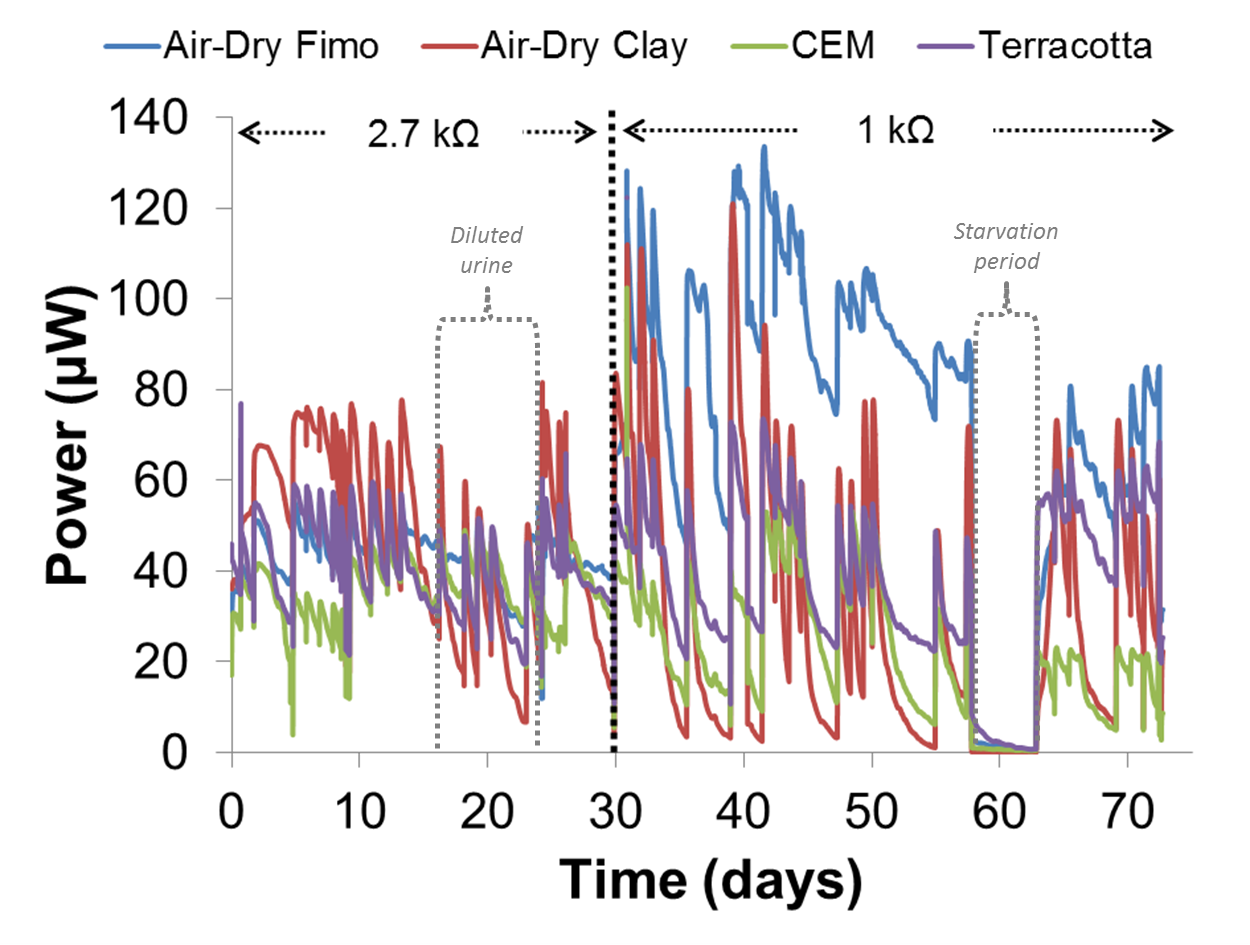 Air-Dry Fimo Air-Dry Clay CEM Terracotta
140
120
100
80
60
40
20
0
Power (µW)
2.7 kΩ
1 kΩ
Diluted
urine
Starvation
period
0 10 20 30 40 50 60 70
Time (days)